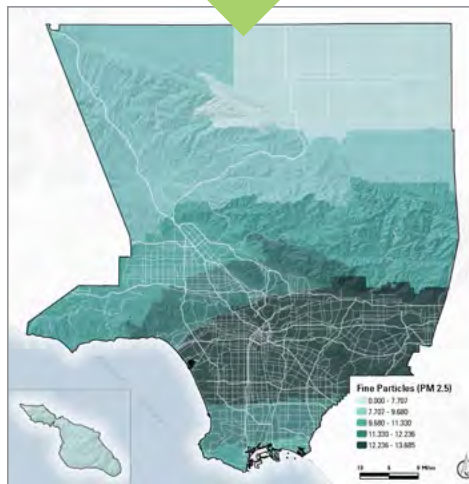 Fine Particles (PM 2.5)
0.000 - 7.707
7.707 - 9.680
9.680 - 11.330
11.330 - 12.236
12.236 - 13.685